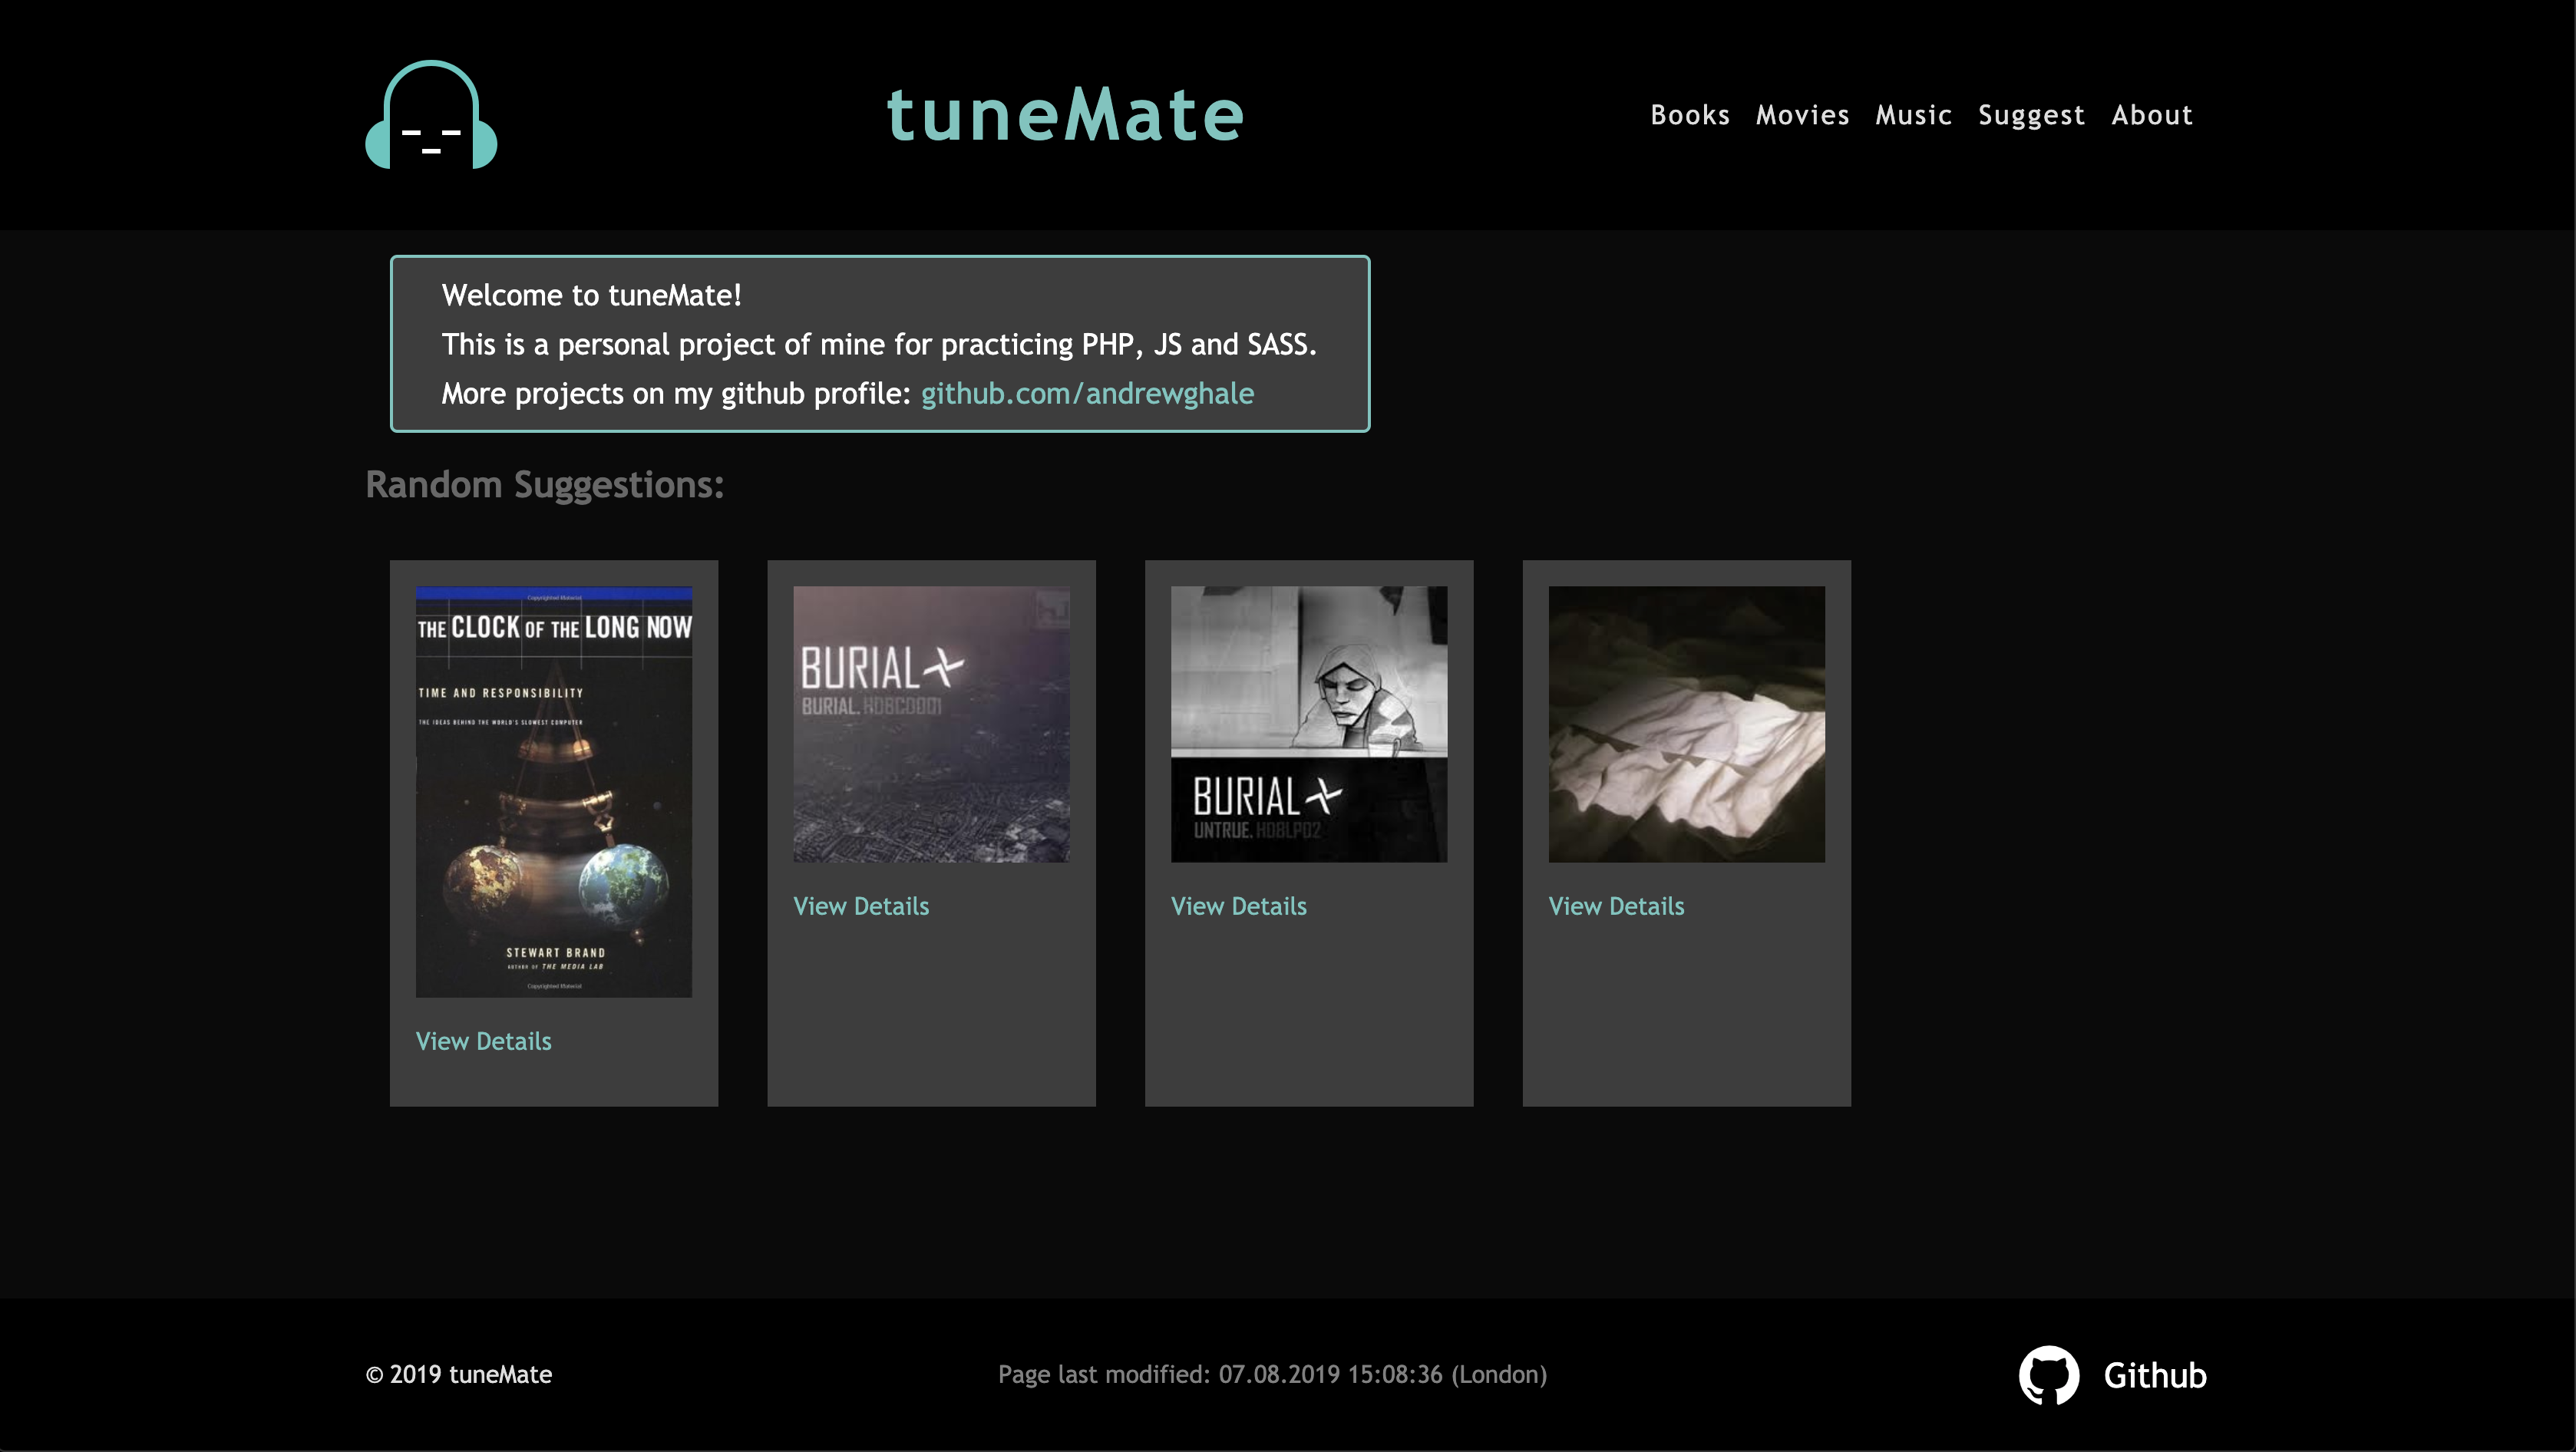 tuneMate
Books Movies Music Suggest About
Welcome to tuneMate!
This is a personal project of mine for practicing PHP, JS and SASS.
More projects on my github profile: github.com/andrewghale
Random Suggestions:
Copyrighted Material
THE CLOCK OF THE LONG NOW
TIME AND RESPONSIBILITY
THE IDEAS BEHIND THE WORLD'S SLOWEST COMPUTER
STEWART BRAND
AUTHOR OF THE MEDIA LAB
Copyrighted Material
View Details
BURIAL
BURIAL. HDBCD001
View Details
BURIAL
UNTRUE. HDBLP02
View Details
View Details
© 2019 tuneMate
Page last modified: 07.08.2019 15:08:36 (London)
Github